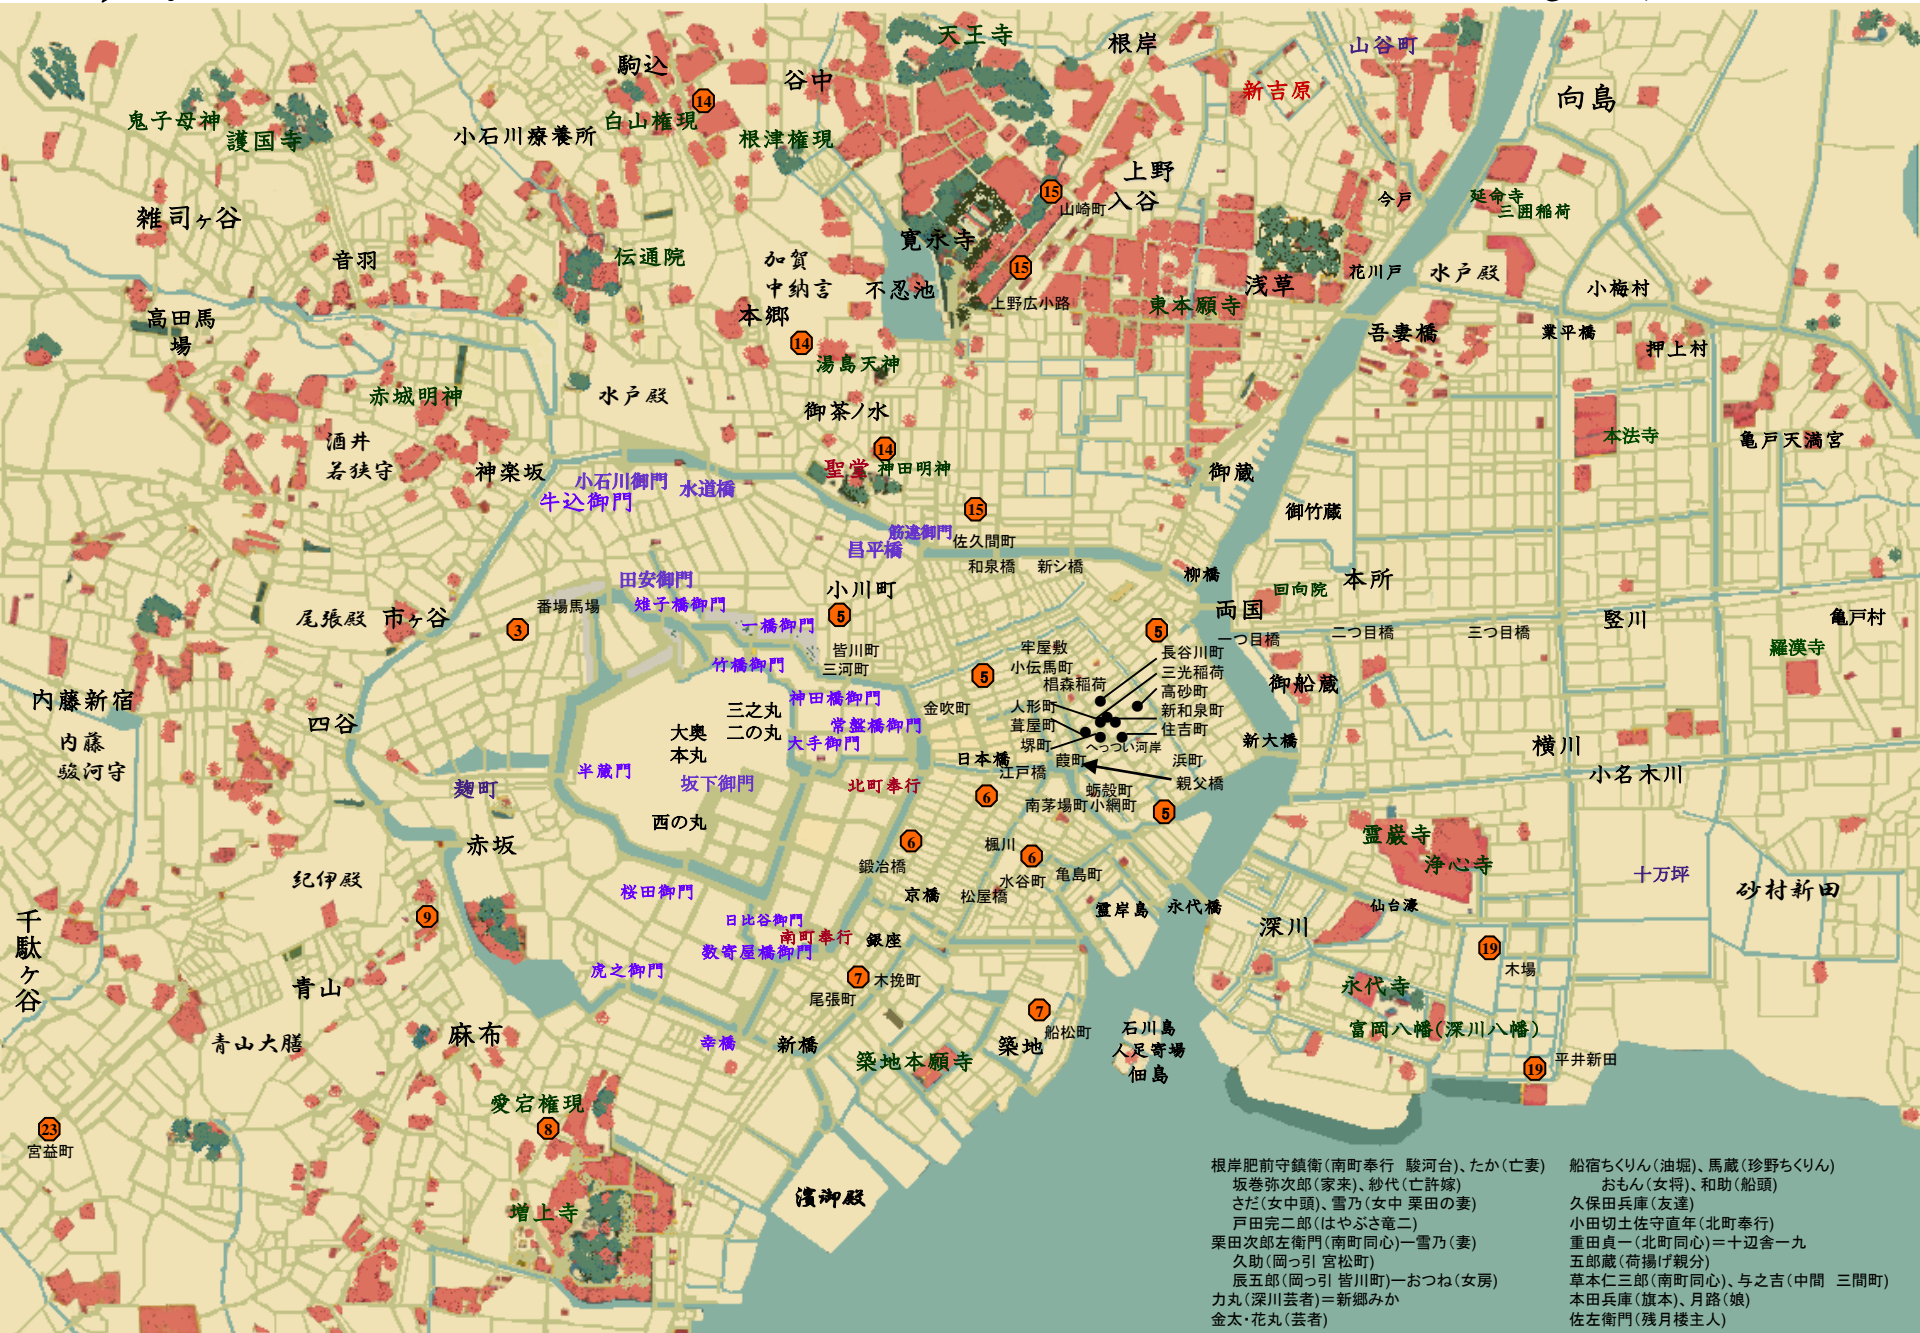 天王寺
根岸
山谷町
駒込
谷中
新吉原
向島
14
鬼子母神
護国寺
小石川療養所
白山権現
根津権現
上野
入谷
15
山崎町
今戸
延命寺
三囲稲荷
雑司ヶ谷
音羽
伝通院
加賀
中納言
寛永寺
不忍池
15
上野広小路
浅草
花川戸
水戸殿
小梅村
東本願寺
高田馬
場
本郷
14
湯島天神
吾妻橋
業平橋
押上村
赤城明神
水戸殿
御茶ノ水
酒井
若狭守
神楽坂
14
聖堂
神田明神
御蔵
本法寺
亀戸天満宮
小石川御門
水道橋
牛込御門
15
御竹蔵
筋違御門
昌平橋
佐久間町
和泉橋
新シ橋
柳橋
本所
回向院
田安御門
小川町
番場馬場
雉子橋御門
両国
竪川
亀戸村
尾張殿
市ヶ谷
3
一橋御門
5
5
一つ目橋
二つ目橋
三つ目橋
羅漢寺
皆川町
三河町
牢屋敷
小伝馬町
椙森稲荷
長谷川町
三光稲荷
高砂町
新和泉町
住吉町
竹橋御門
5
御船蔵
内藤新宿
四谷
神田橋御門
金吹町
人形町
葺屋町
堺町
へっつい河岸
三之丸
二の丸
常盤橋御門
大手御門
大奥
本丸
新大橋
内藤
駿河守
半蔵門
日本橋
江戸橋
葭町
浜町
横川
小名木川
麹町
坂下御門
北町奉行
6
蛎殻町
親父橋
南茅場町
小網町
5
西の丸
赤坂
6
鍛冶橋
楓川
6
水谷町
亀島町
霊巌寺
浄心寺
十万坪
砂村新田
紀伊殿
桜田御門
京橋
松屋橋
霊岸島
永代橋
仙台濠
千駄ヶ谷
9
日比谷御門
南町奉行
銀座
数寄屋橋御門
深川
19
木場
虎之御門
7
木挽町
尾張町
永代寺
青山
7
船松町
富岡八幡(深川八幡)
青山大膳
麻布
幸橋
新橋
築地
築地本願寺
石川島
人足寄場
佃島
19
平井新田
愛宕権現
8
23
宮益町
増上寺
濱御殿
根岸肥前守鎮衛(南町奉行　駿河台)、たか(亡妻)
坂巻弥次郎(家来)、紗代(亡許嫁)
さだ(女中頭)、雪乃(女中 栗田の妻)
戸田完二郎(はやぶさ竜二)
栗田次郎左衛門(南町同心)ー雪乃(妻)
久助(岡っ引 宮松町)
辰五郎(岡っ引 皆川町)ーおつね(女房)
力丸(深川芸者)＝新郷みか
金太・花丸(芸者)
船宿ちくりん(油堀)、馬蔵(珍野ちくりん)
おもん(女将)、和助(船頭)
久保田兵庫(友達)
小田切土佐守直年(北町奉行)
重田貞一(北町同心)＝十辺舎一九
五郎蔵(荷揚げ親分)
草本仁三郎(南町同心)、与之吉(中間　三間町)
本田兵庫(旗本)、月路(娘)
佐左衛門(残月楼主人)